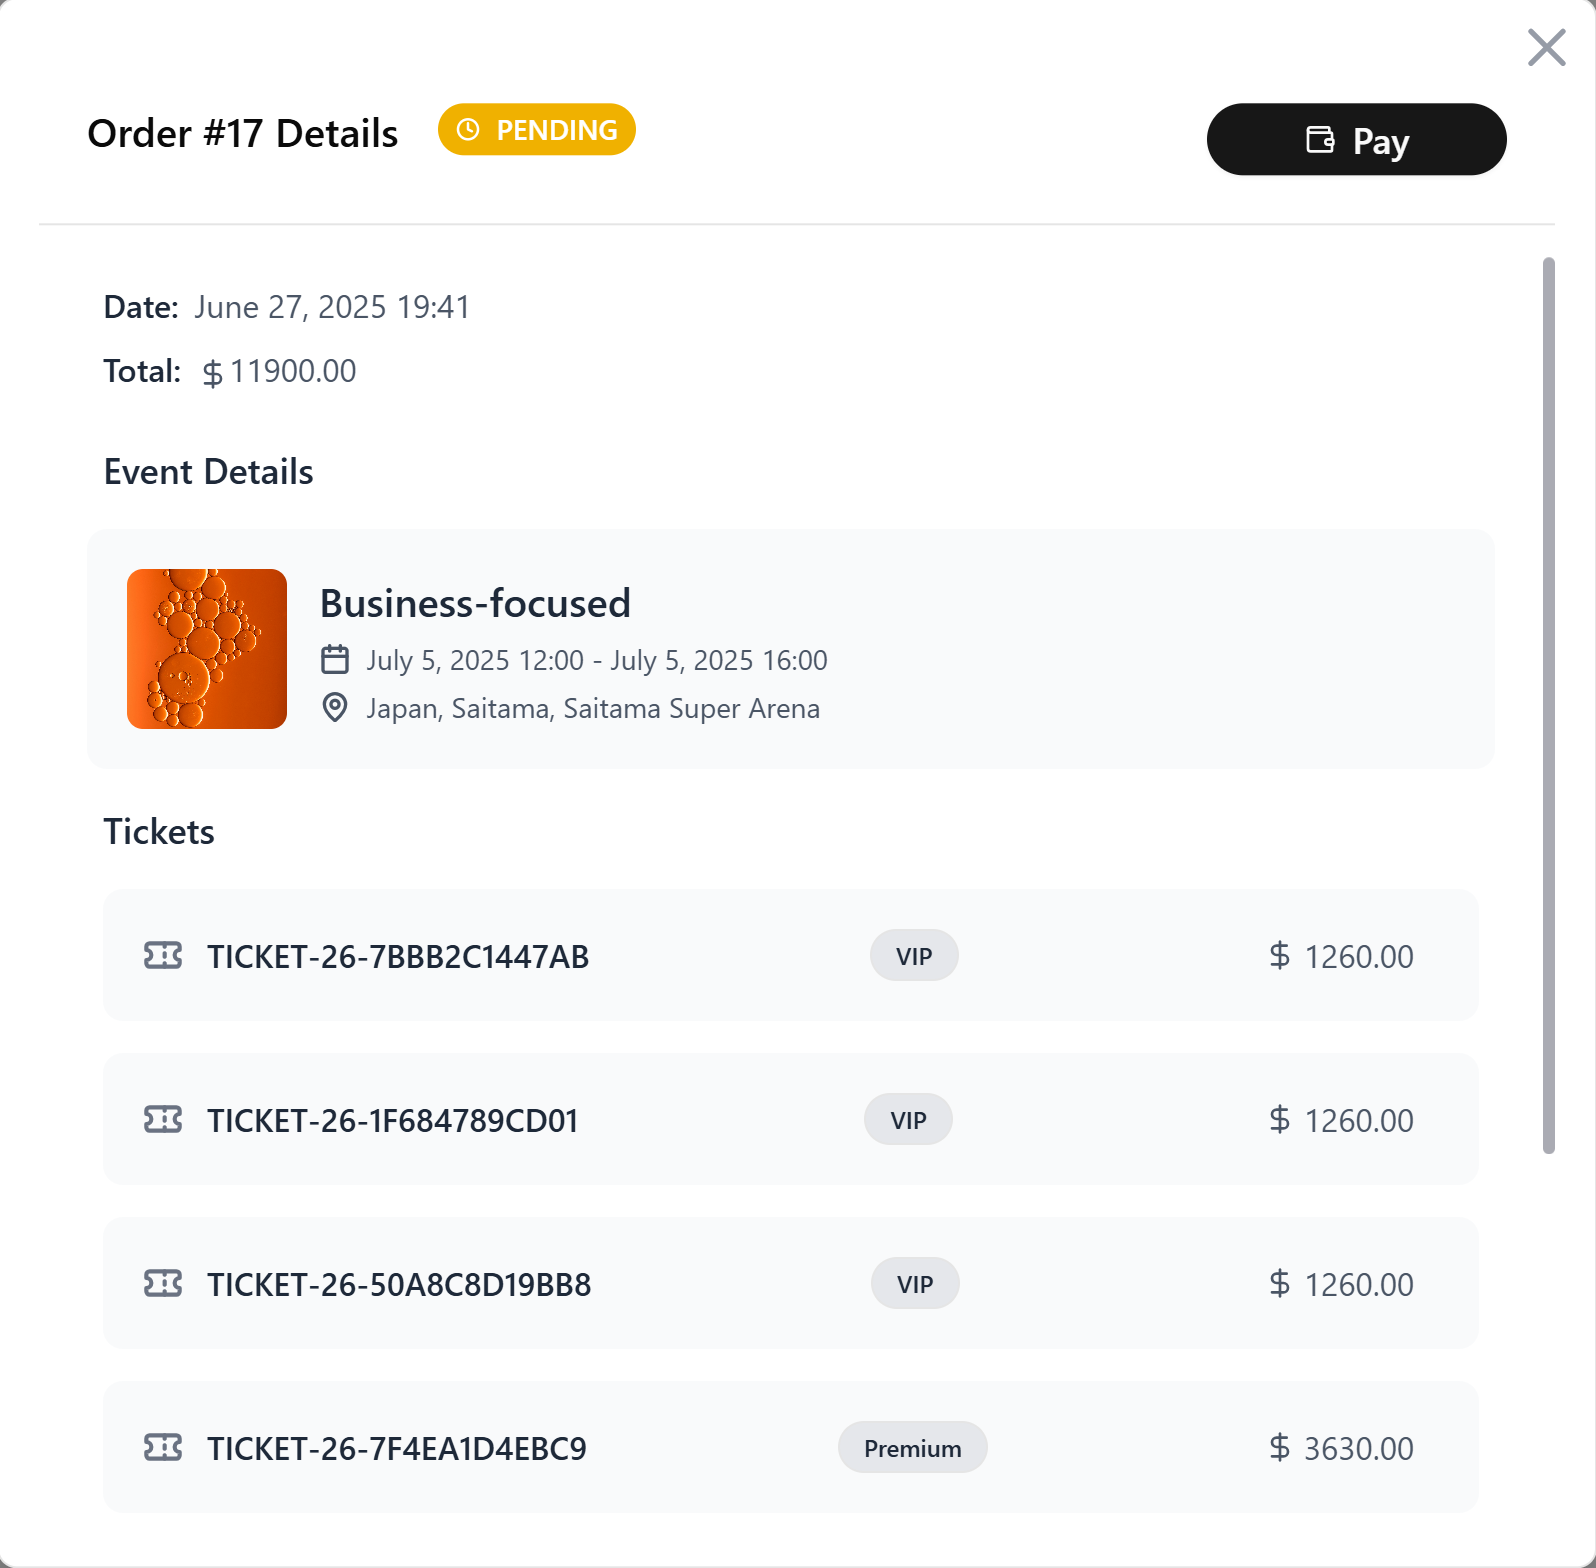 Order #17 Details
PENDING
Pay
Date: June 27, 2025 19:41
Total: $ 11900.00
Event Details
Business-focused
July 5, 2025 12:00 - July 5, 2025 16:00
Japan, Saitama, Saitama Super Arena
Tickets
TICKET-26-7BBB2C1447AB VIP $ 1260.00
TICKET-26-1F684789CD01 VIP $ 1260.00
TICKET-26-50A8C8D19BB8 VIP $ 1260.00
TICKET-26-7F4EA1D4EBC9 Premium $ 3630.00